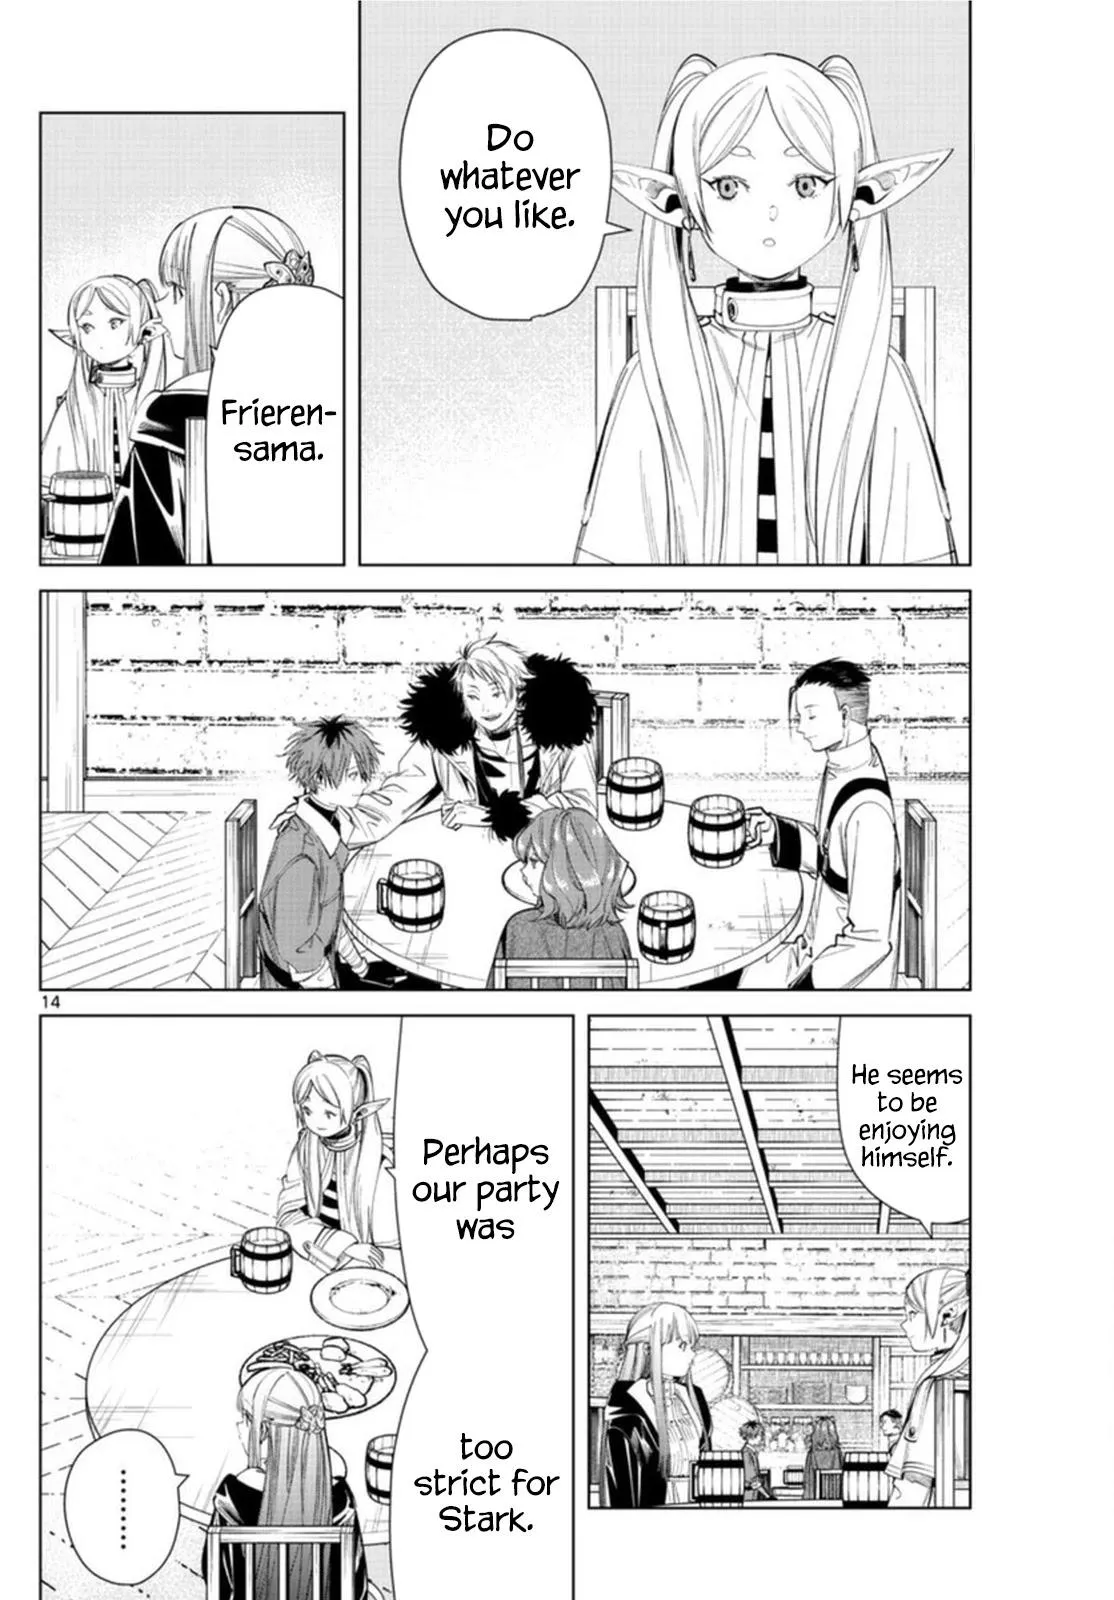 Do
whatever
you like.
Frieren-
sama.
14
He seems
to be
enjoying
himself.
Perhaps
our party
was
too
strict for
Stark.
........